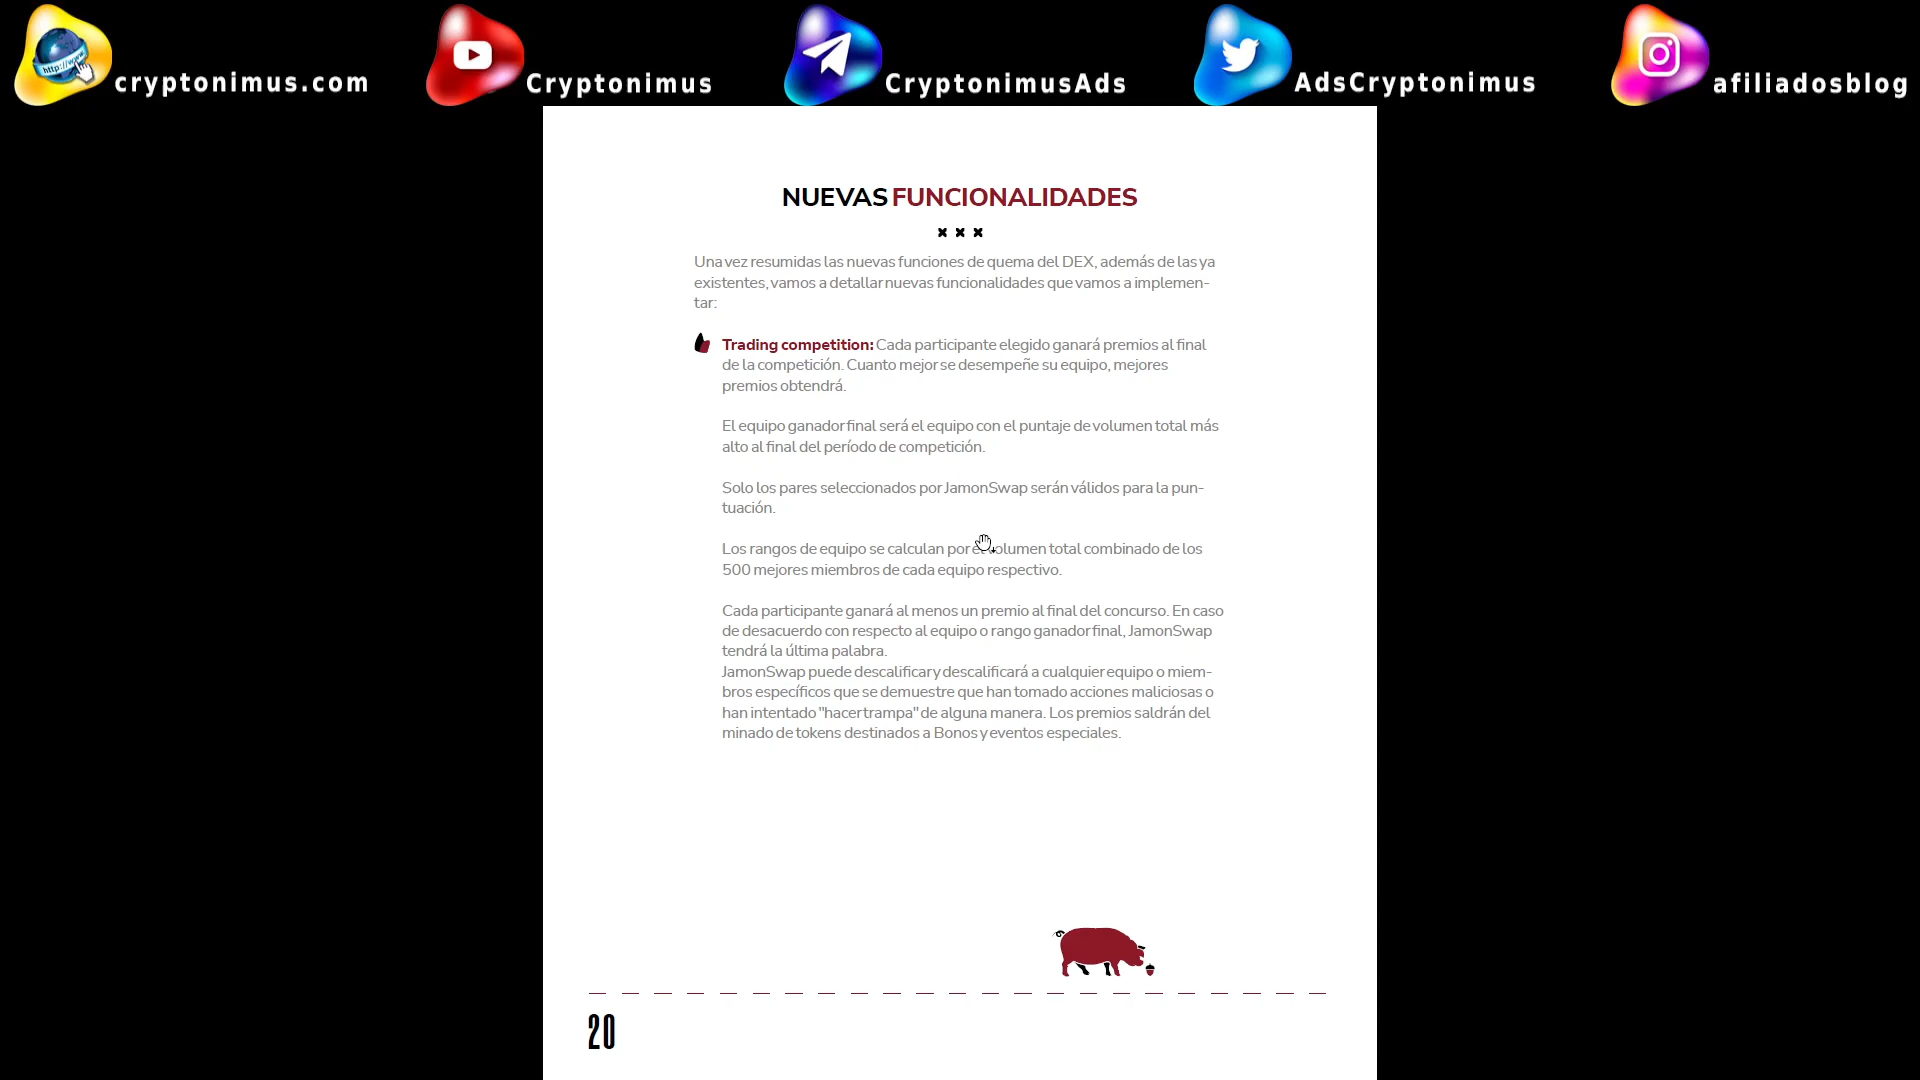 cryptonimus.com
Cryptonimus
CryptonimusAds
AdsCryptonimus
afiliadosblog
NUEVAS FUNCIONALIDADES
Una vez resumidas las nuevas funciones de quema del DEX, además de las ya
existentes, vamos a detallar nuevas funcionalidades que vamos a implemen-
tar:
Trading competition: Cada participante elegido ganará premios al final
de la competición. Cuanto mejor se desempeñe su equipo, mejores
premios obtendrá.
El equipo ganador final será el equipo con el puntaje de volumen total más
alto al final del período de competición.
Solo los pares seleccionados por JamonSwap serán válidos para la pun-
tuación.
Los rangos de equipo se calculan por el volumen total combinado de los
500 mejores miembros de cada equipo respectivo.
Cada participante ganará al menos un premio al final del concurso. En caso
de desacuerdo con respecto al equipo o rango ganador final, JamonSwap
tendrá la última palabra.
JamonSwap puede descalificar y descalificará a cualquier equipo o miem-
bros específicos que se demuestre que han tomado acciones maliciosas o
han intentado "hacer trampa" de alguna manera. Los premios saldrán del
minado de tokens destinados a Bonos y eventos especiales.
20